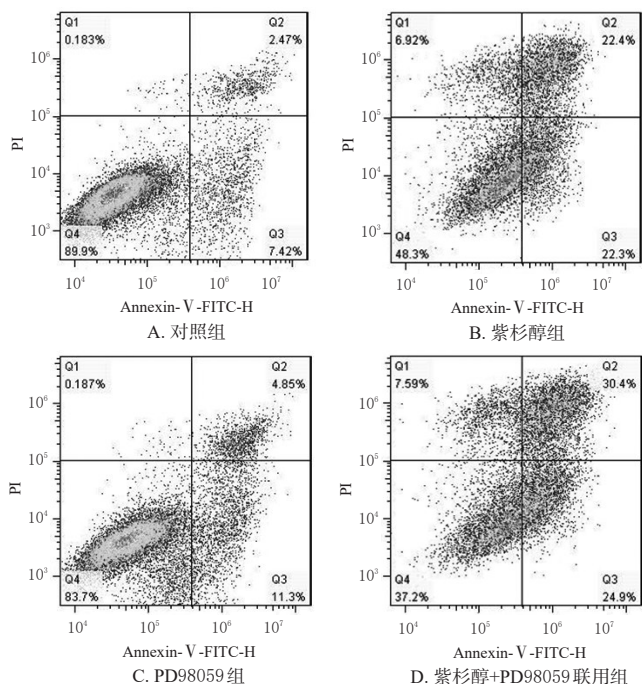 Q1
0.183%
Q2
2.47%
10^6
10^5
10^4
10^3
PI
Q4
89.9%
Q3
7.42%
10^4 10^5 10^6 10^7
Annexin-Ⅴ-FITC-H
A. 对照组
Q1
6.92%
Q2
22.4%
10^6
10^5
10^4
10^3
PI
Q4
48.3%
Q3
22.3%
10^4 10^5 10^6 10^7
Annexin-Ⅴ-FITC-H
B. 紫杉醇组
Q1
0.187%
Q2
4.85%
10^6
10^5
10^4
10^3
PI
Q4
83.7%
Q3
11.3%
10^4 10^5 10^6 10^7
Annexin-Ⅴ-FITC-H
C. PD98059组
Q1
7.59%
Q2
30.4%
10^6
10^5
10^4
10^3
PI
Q4
37.2%
Q3
24.9%
10^4 10^5 10^6 10^7
Annexin-Ⅴ-FITC-H
D. 紫杉醇+PD98059联用组